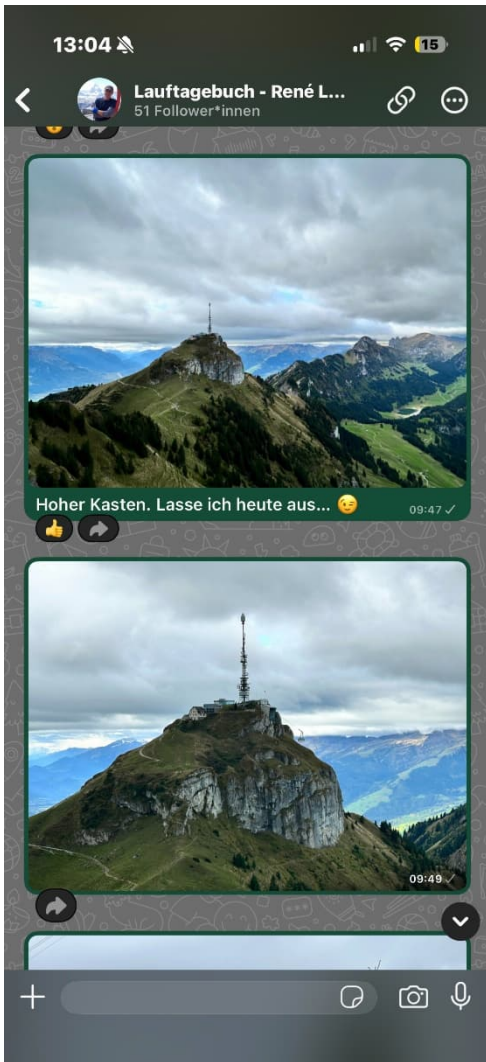 13:04
15
Lauftagebuch - René L...
51 Follower*innen
Hoher Kasten. Lasse ich heute aus... 😉
09:47
09:49